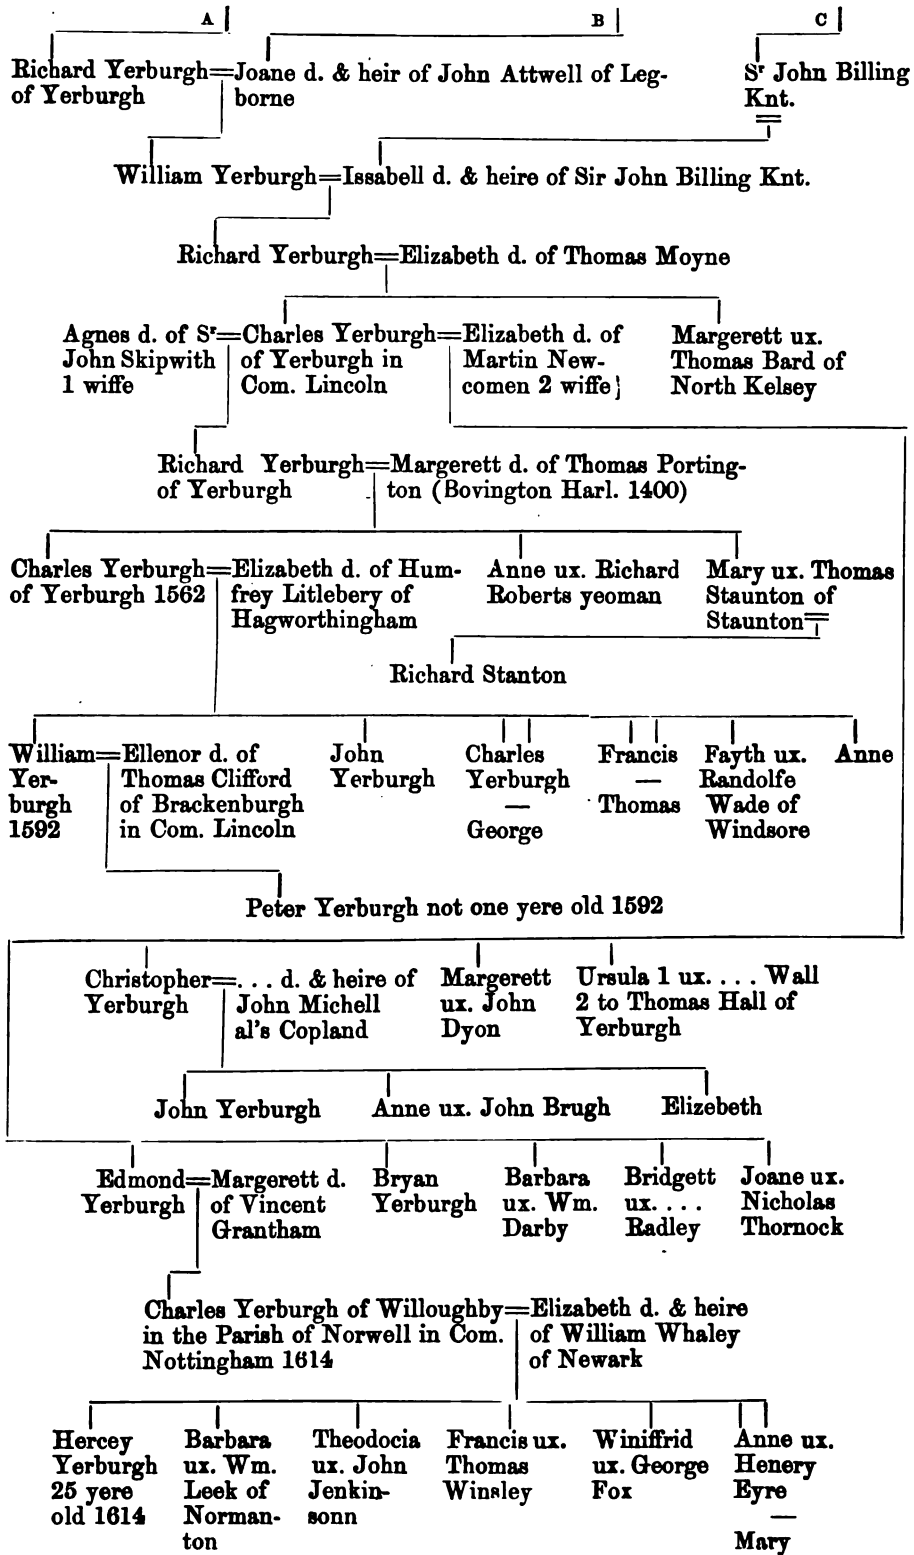 A B C
Richard Yerburgh=Joane d. & heir of John Attwell of Leg-
of Yerburgh borne
Sʳ John Billing
Knt.
William Yerburgh=Issabell d. & heire of Sir John Billing Knt.
Richard Yerburgh=Elizabeth d. of Thomas Moyne
Agnes d. of Sʳ=Charles Yerburgh=Elizabeth d. of
John Skipwith of Yerburgh in Martin New-
1 wiffe Com. Lincoln comen 2 wiffe
Margerett ux.
Thomas Bard of
North Kelsey
Richard Yerburgh=Margerett d. of Thomas Porting-
of Yerburgh ton (Bovington Harl. 1400)
Charles Yerburgh=Elizabeth d. of Hum-
of Yerburgh 1562 frey Litlebery of
Hagworthingham
Anne ux. Richard
Roberts yeoman
Mary ux. Thomas
Staunton of
Staunton=
Richard Stanton
William=Ellenor d. of
Yer- Thomas Clifford
burgh of Brackenburgh
1592 in Com. Lincoln
John
Yerburgh
Charles
Yerburgh
—
George
Francis
—
Thomas
Fayth ux.
Randolfe
Wade of
Windsore
Anne
Peter Yerburgh not one yere old 1592
Christopher=. . . d. & heire of
Yerburgh John Michell
al's Copland
Margerett
ux. John
Dyon
Ursula 1 ux. . . . Wall
2 to Thomas Hall of
Yerburgh
John Yerburgh Anne ux. John Brugh Elizebeth
Edmond=Margerett d.
Yerburgh of Vincent
Grantham
Bryan
Yerburgh
Barbara
ux. Wm.
Darby
Bridgett
ux. . . .
Radley
Joane ux.
Nicholas
Thornock
Charles Yerburgh of Willoughby=Elizabeth d. & heire
in the Parish of Norwell in Com. of William Whaley
Nottingham 1614 of Newark
Hercey
Yerburgh
25 yere
old 1614
Barbara
ux. Wm.
Leek of
Norman-
ton
Theodocia
ux. John
Jenkin-
sonn
Francis ux.
Thomas
Winsley
Winiffrid
ux. George
Fox
Anne ux.
Henery
Eyre
—
Mary